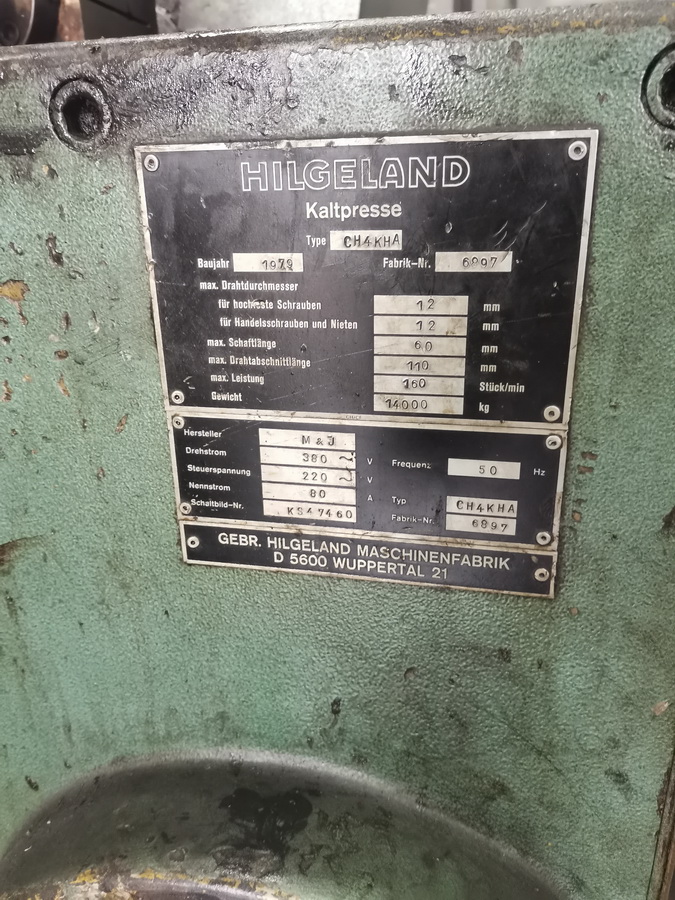 HILGELAND
Kaltpresse
Type CH4KHA
Baujahr 1979 Fabrik-Nr. 6897
max. Drahtdurchmesser
für hochfeste Schrauben 12 mm
für Handelsschrauben und Nieten 12 mm
max. Schaftlänge 60 mm
max. Drahtabschnittlänge 110 mm
max. Leistung 160 Stück/min
Gewicht 14000 kg
Hersteller M & J
Drehstrom 380 ~ V Frequenz 50 Hz
Steuerspannung 220 ~ V
Nennstrom 80 A Typ CH4KHA
Schaltbild-Nr. KS47460 Fabrik-Nr. 6897
GEBR. HILGELAND MASCHINENFABRIK
D 5600 WUPPERTAL 21